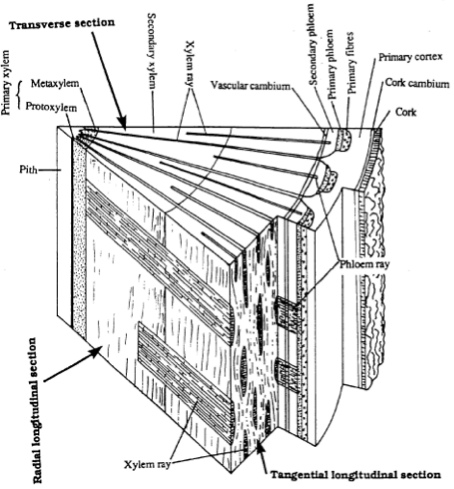 Transverse section
Primary xylem
Metaxylem
Protoxylem
Secondary xylem
Xylem ray
Vascular cambium
Secondary phloem
Primary phloem
Primary fibres
Primary cortex
Cork cambium
Cork
Pith
Phloem ray
Radial longitudinal section
Xylem ray
Tangential longitudinal section